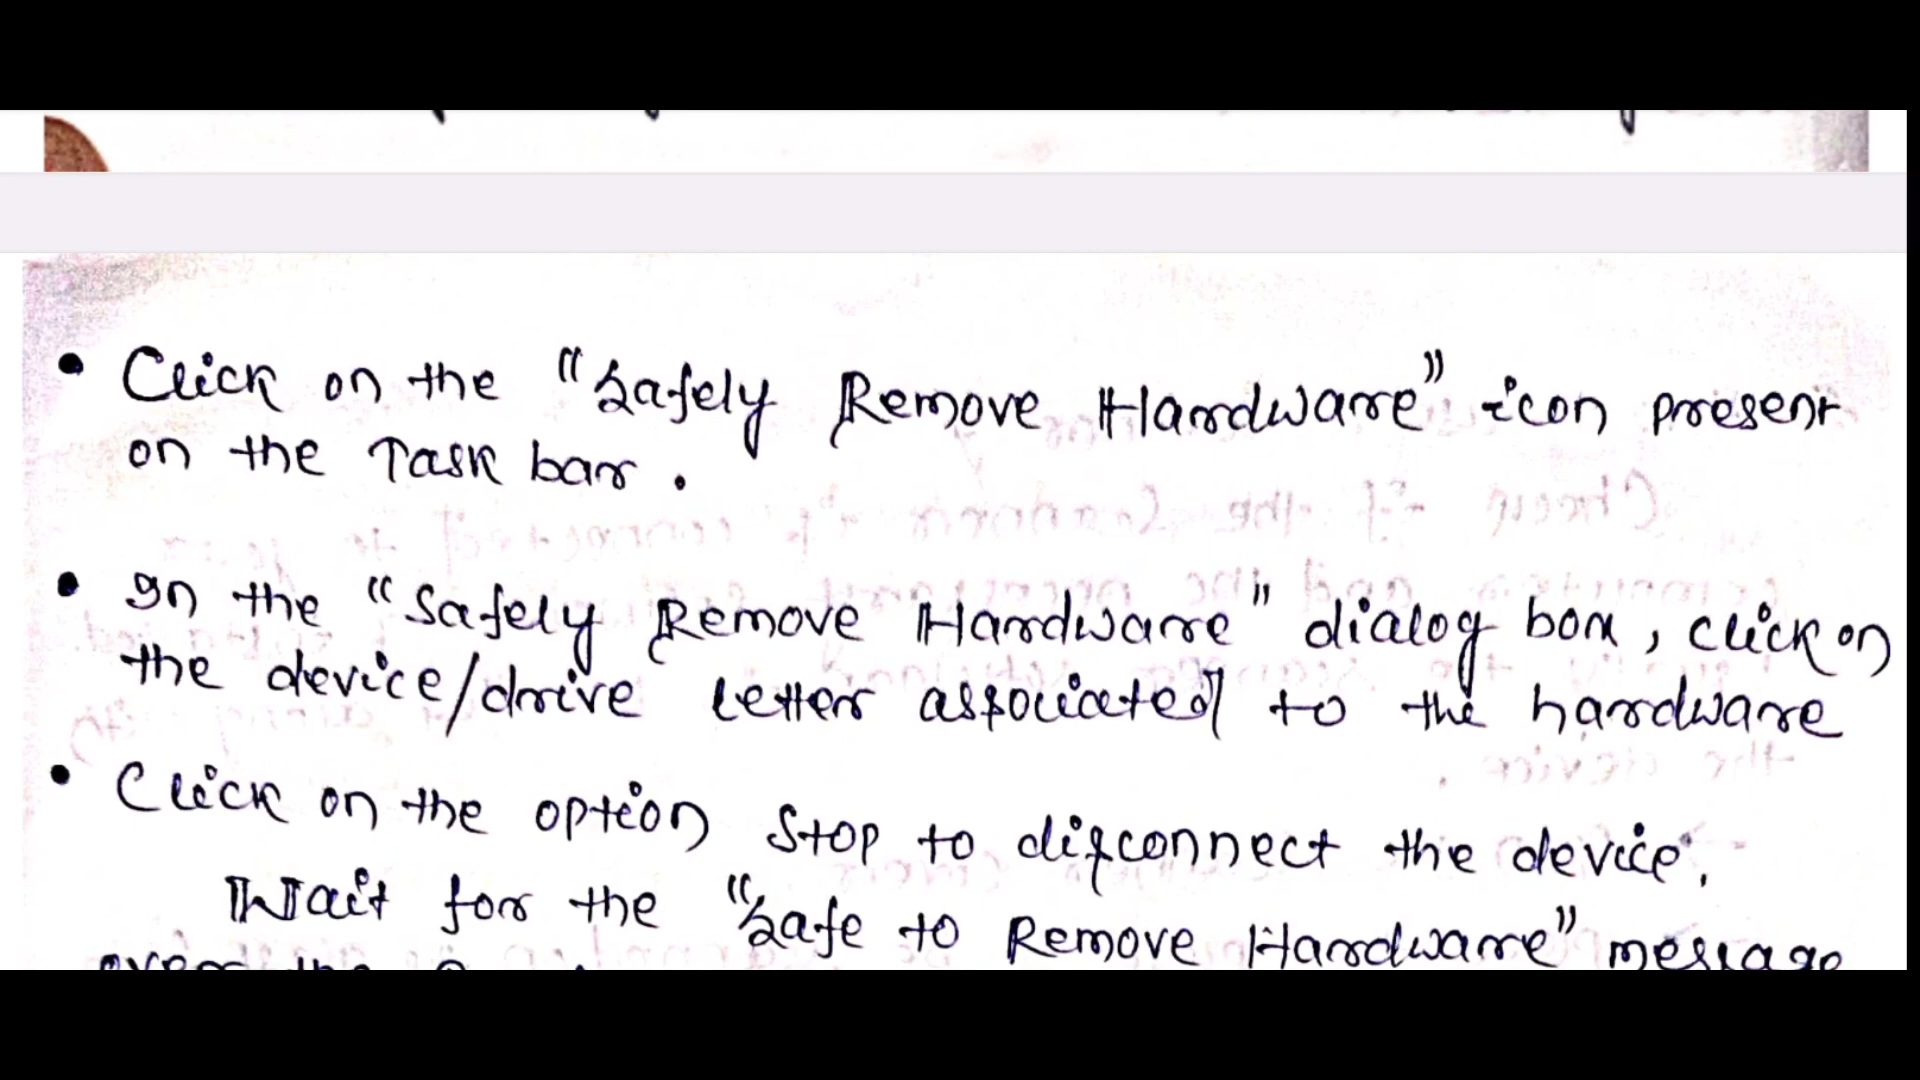 • Click on the "Safely Remove Hardware" icon present
on the Task bar.
• In the "Safely Remove Hardware" dialog box, click on
the device/drive letter associated to the hardware
• Click on the option Stop to disconnect the device.
Wait for the "Safe to Remove Hardware" message
over the